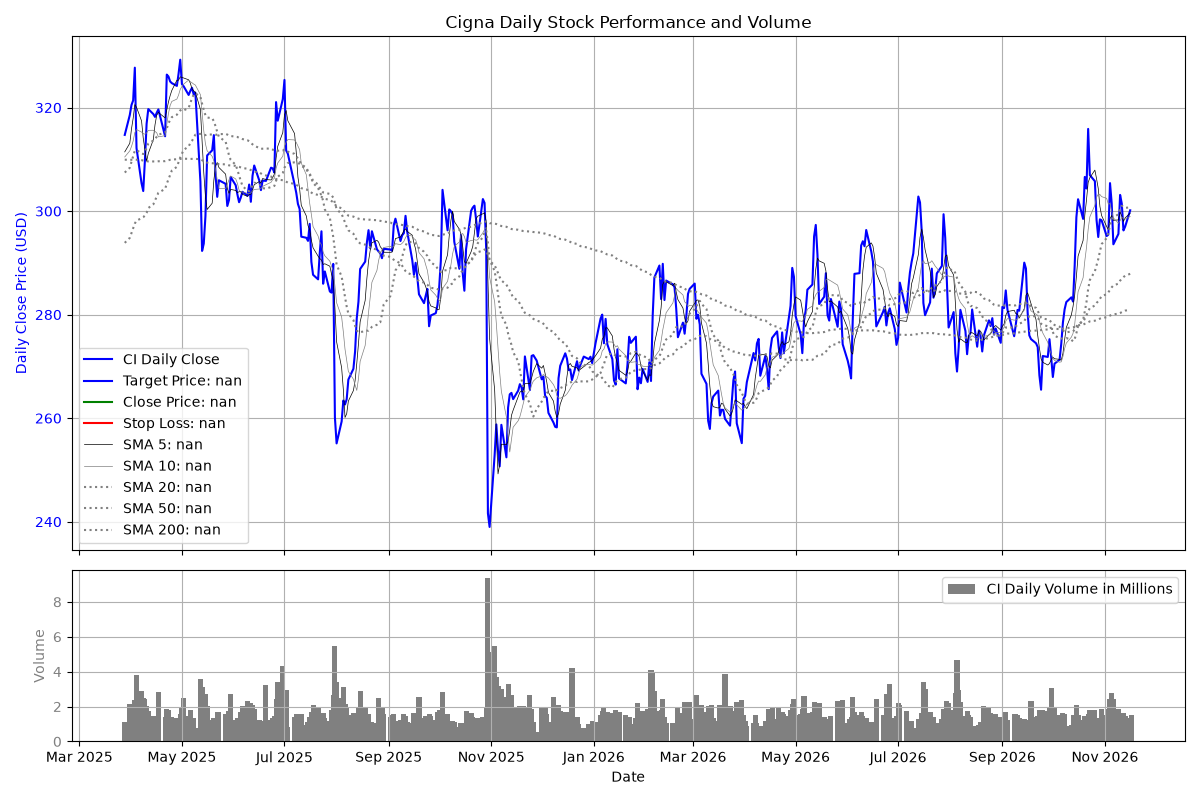 Cigna Daily Stock Performance and Volume
Daily Close Price (USD)
320
300
280
260
240
CI Daily Close
Target Price: nan
Close Price: nan
Stop Loss: nan
SMA 5: nan
SMA 10: nan
SMA 20: nan
SMA 50: nan
SMA 200: nan
Volume
8
6
4
2
0
CI Daily Volume in Millions
Mar 2025 May 2025 Jul 2025 Sep 2025 Nov 2025 Jan 2026 Mar 2026 May 2026 Jul 2026 Sep 2026 Nov 2026
Date